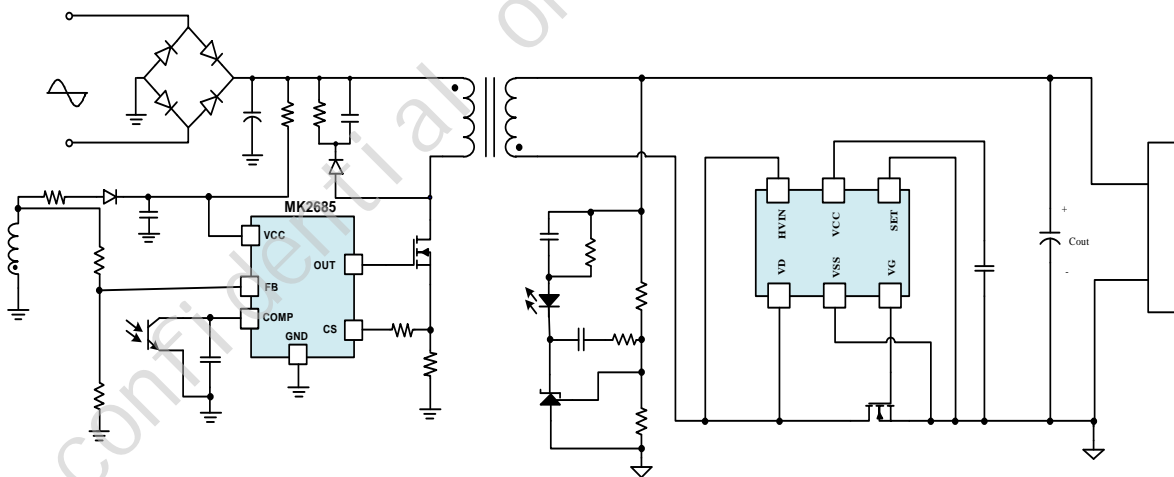 MK2685
VCC
OUT
FB
COMP
CS
GND
HVIN
VCC
SET
VD
VSS
VG
+
Cout
-
confidential